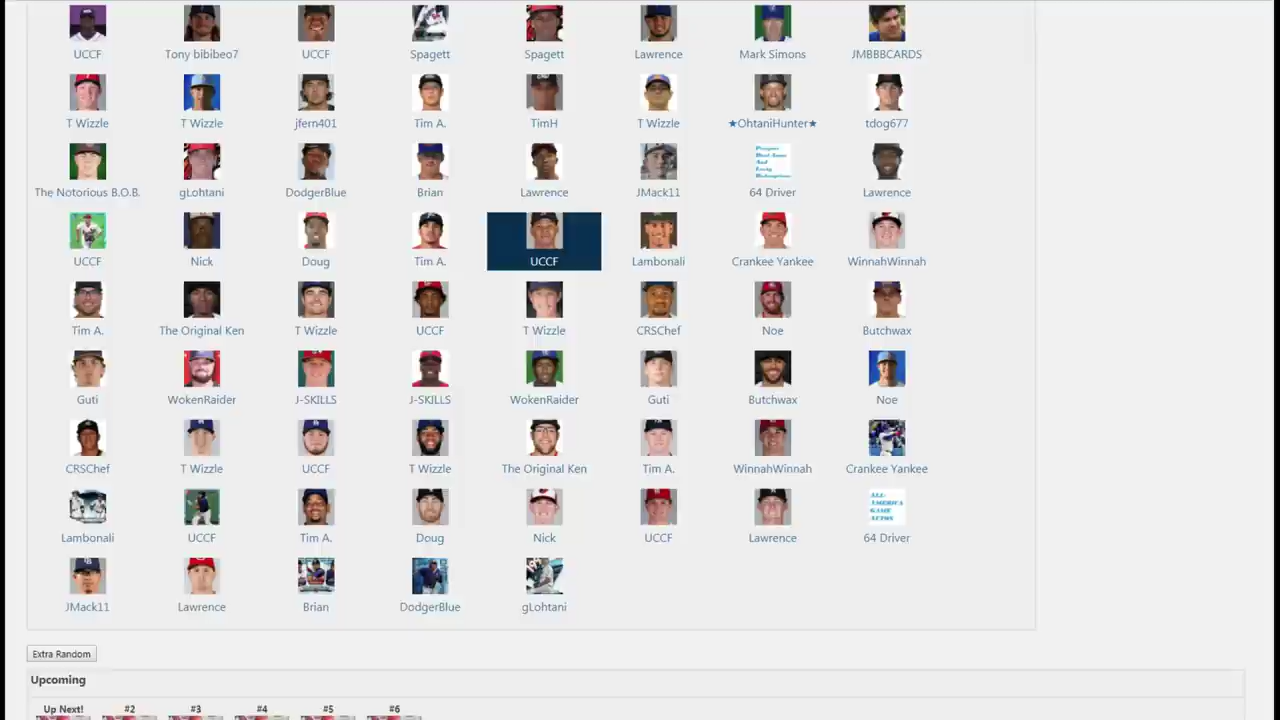 UCCF Tony bibibeo7 UCCF Spagett Spagett Lawrence Mark Simons JMBBBCARDS
T Wizzle T Wizzle jfern401 Tim A. TimH T Wizzle ★OhtaniHunter★ tdog677
The Notorious B.O.B. gLohtani DodgerBlue Brian Lawrence JMack11 64 Driver Lawrence
UCCF Nick Doug Tim A. UCCF Lambonali Crankee Yankee WinnahWinnah
Tim A. The Original Ken T Wizzle UCCF T Wizzle CRSChef Noe Butchwax
Guti WokenRaider J-SKILLS J-SKILLS WokenRaider Guti Butchwax Noe
CRSChef T Wizzle UCCF T Wizzle The Original Ken Tim A. WinnahWinnah Crankee Yankee
ALL-
AMERICA
GAME
AUTOS
Lambonali UCCF Tim A. Doug Nick UCCF Lawrence 64 Driver
JMack11 Lawrence Brian DodgerBlue gLohtani
Extra Random
Upcoming
Up Next! #2 #3 #4 #5 #6